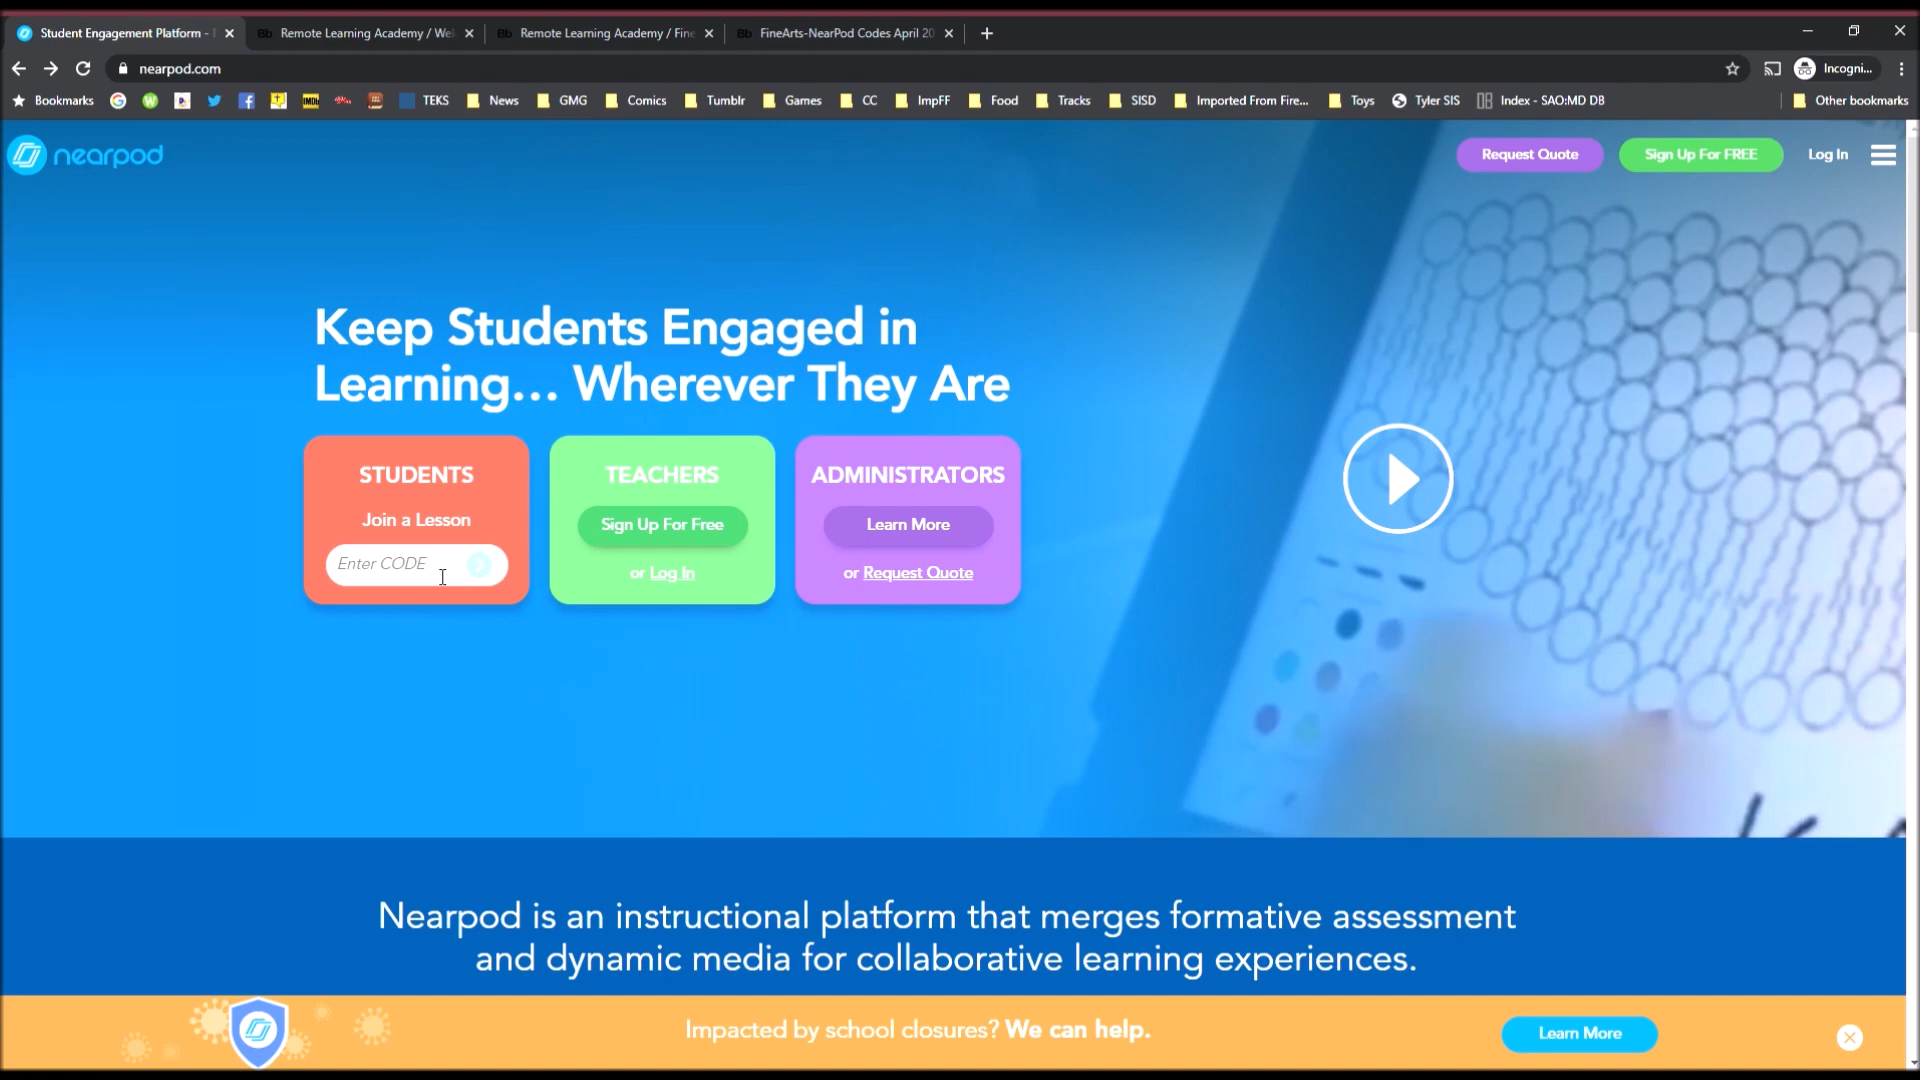 Student Engagement Platform -
Remote Learning Academy / Wel
Remote Learning Academy / Fine
FineArts-NearPod Codes April 20
nearpod.com
Incogni...
Bookmarks
TEKS
News
GMG
Comics
Tumblr
Games
CC
ImpFF
Food
Tracks
SISD
Imported From Fire...
Toys
Tyler SIS
Index - SAO:MD DB
Other bookmarks
nearpod
Request Quote
Sign Up For FREE
Log In
Keep Students Engaged in
Learning... Wherever They Are
STUDENTS
Join a Lesson
Enter CODE
TEACHERS
Sign Up For Free
or Log In
ADMINISTRATORS
Learn More
or Request Quote
Nearpod is an instructional platform that merges formative assessment
and dynamic media for collaborative learning experiences.
Impacted by school closures? We can help.
Learn More